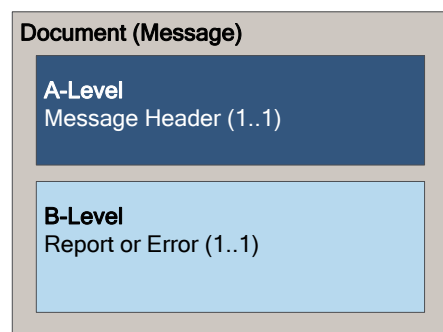 Document (Message)
A-Level
Message Header (1..1)
B-Level
Report or Error (1..1)